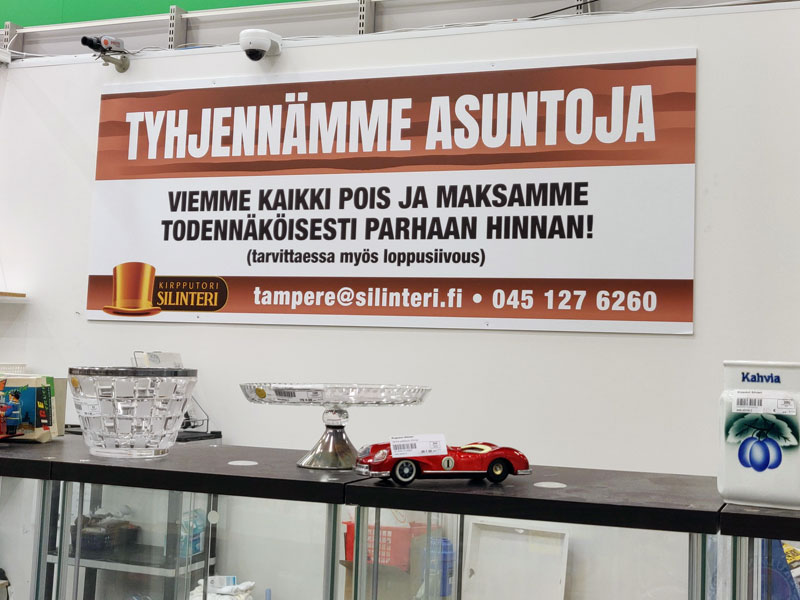 TYHJENNÄMME ASUNTOJA
VIEMME KAIKKI POIS JA MAKSAMME
TODENNÄKÖISESTI PARHAAN HINNAN!
(tarvittaessa myös loppusiivous)
KIRPPUTORI
SILINTERI
tampere@silinteri.fi • 045 127 6260
Kahvia
1